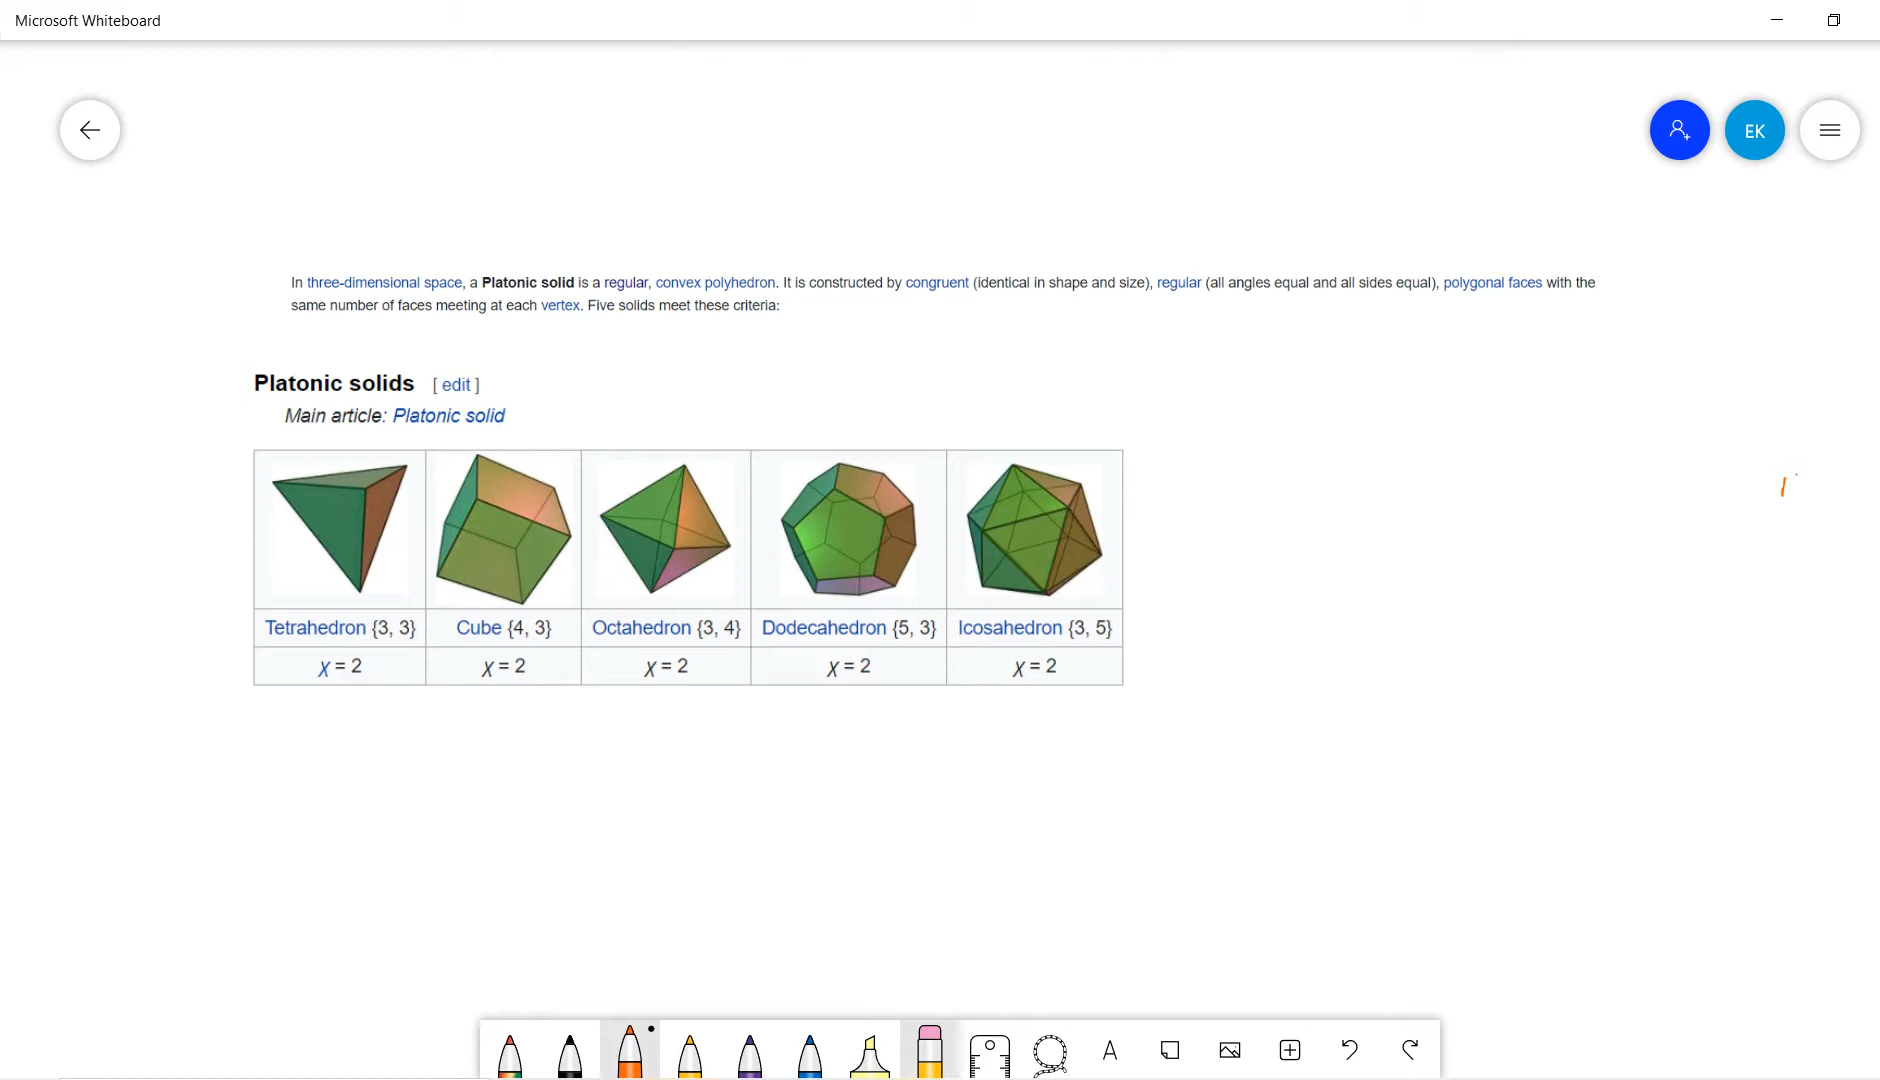 Microsoft Whiteboard
EK
In three-dimensional space, a Platonic solid is a regular, convex polyhedron. It is constructed by congruent (identical in shape and size), regular (all angles equal and all sides equal), polygonal faces with the
same number of faces meeting at each vertex. Five solids meet these criteria:
Platonic solids [ edit ]
Main article: Platonic solid
Tetrahedron {3, 3} Cube {4, 3} Octahedron {3, 4} Dodecahedron {5, 3} Icosahedron {3, 5}
χ = 2 χ = 2 χ = 2 χ = 2 χ = 2
A